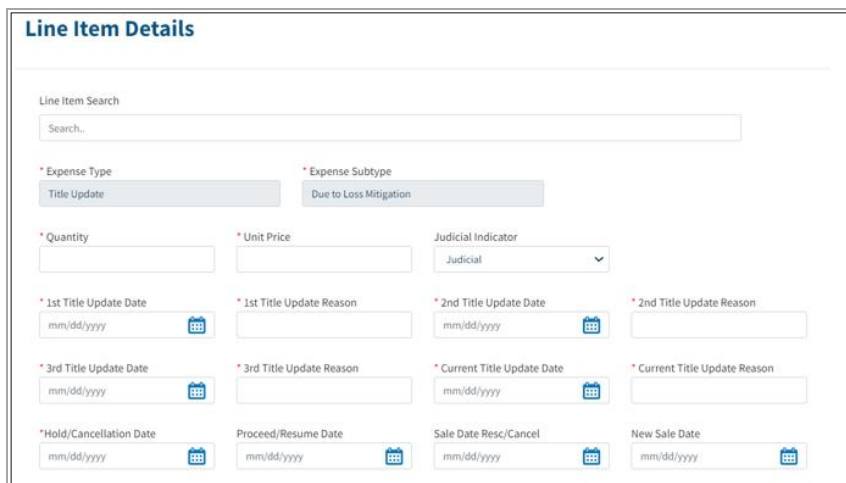 Line Item Details
Line Item Search
Search..
* Expense Type * Expense Subtype
Title Update Due to Loss Mitigation
* Quantity * Unit Price Judicial Indicator
Judicial
* 1st Title Update Date * 1st Title Update Reason * 2nd Title Update Date * 2nd Title Update Reason
mm/dd/yyyy mm/dd/yyyy
* 3rd Title Update Date * 3rd Title Update Reason * Current Title Update Date * Current Title Update Reason
mm/dd/yyyy mm/dd/yyyy
*Hold/Cancellation Date Proceed/Resume Date Sale Date Resc/Cancel New Sale Date
mm/dd/yyyy mm/dd/yyyy mm/dd/yyyy mm/dd/yyyy